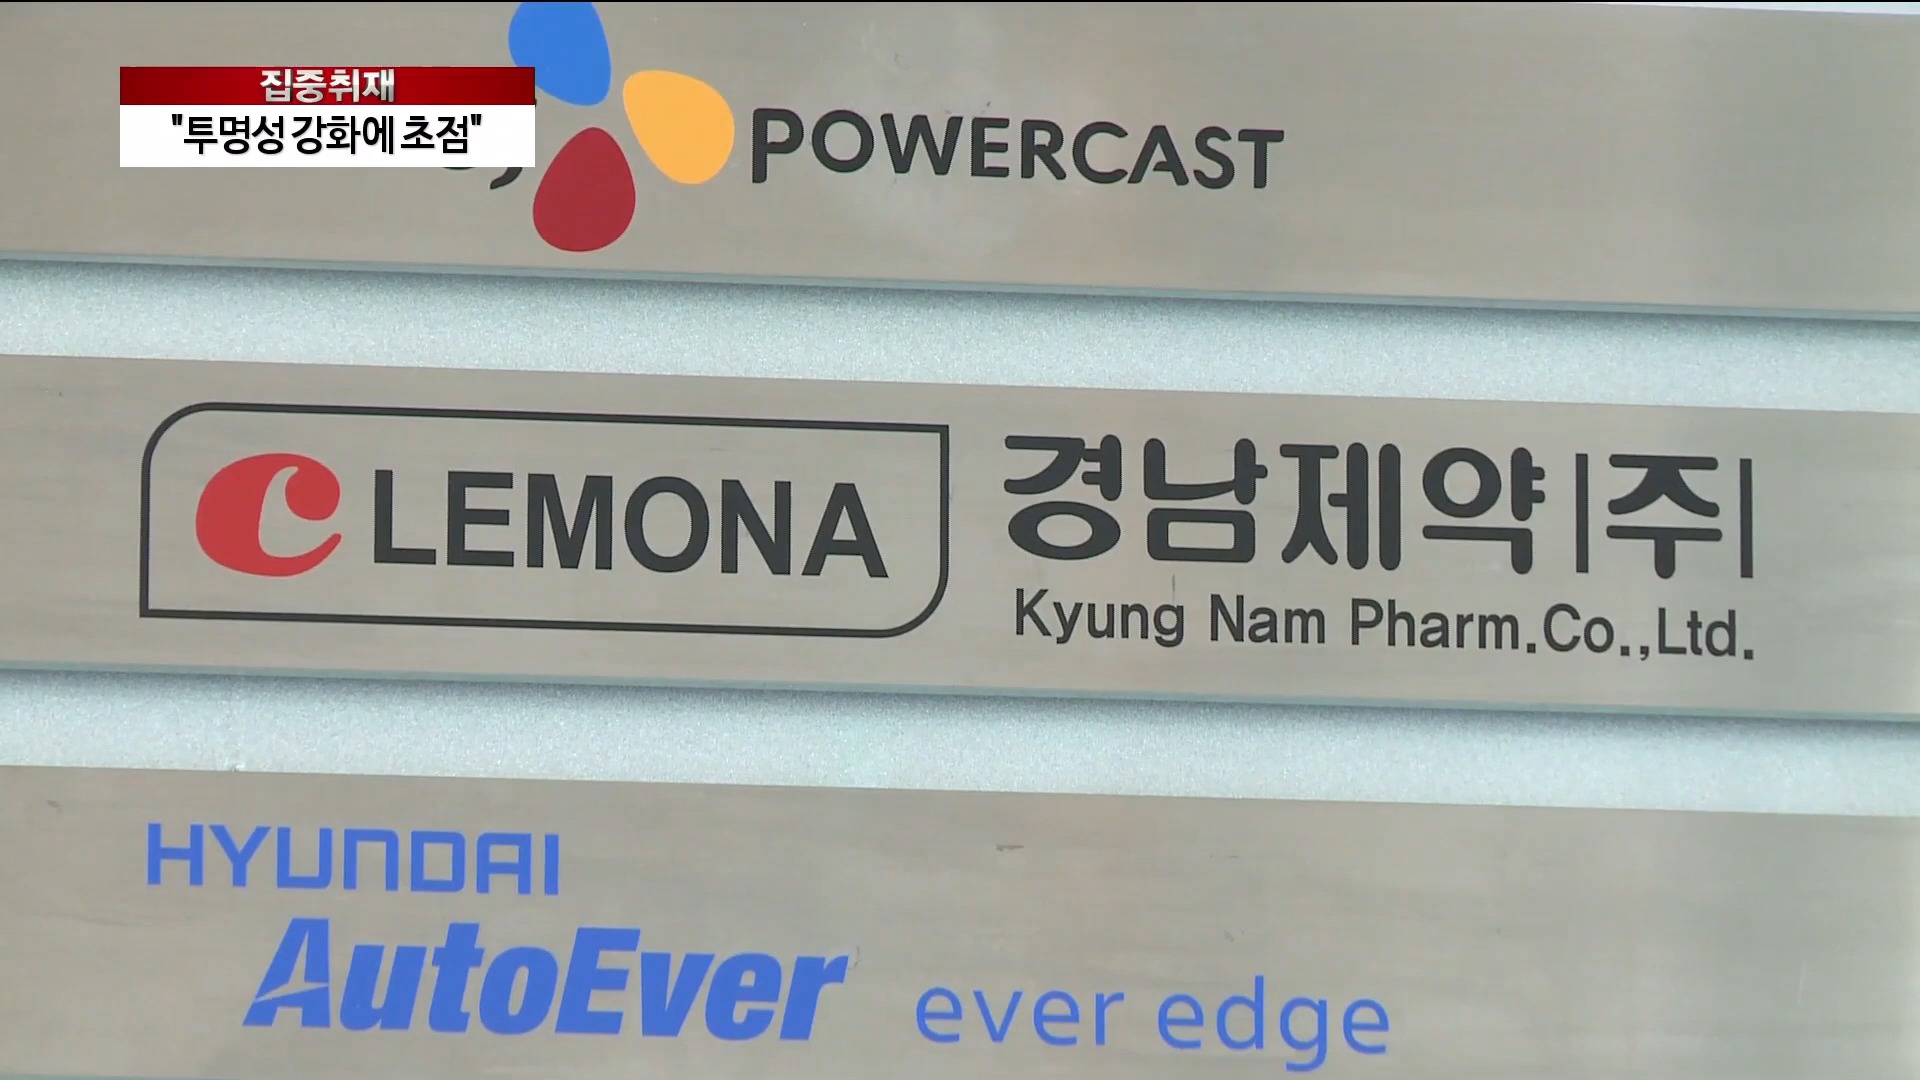 집중취재
"투명성 강화에 초점"
POWERCAST
C LEMONA
경남제약(주)
Kyung Nam Pharm.Co.,Ltd.
HYUNDAI
AutoEver
ever edge